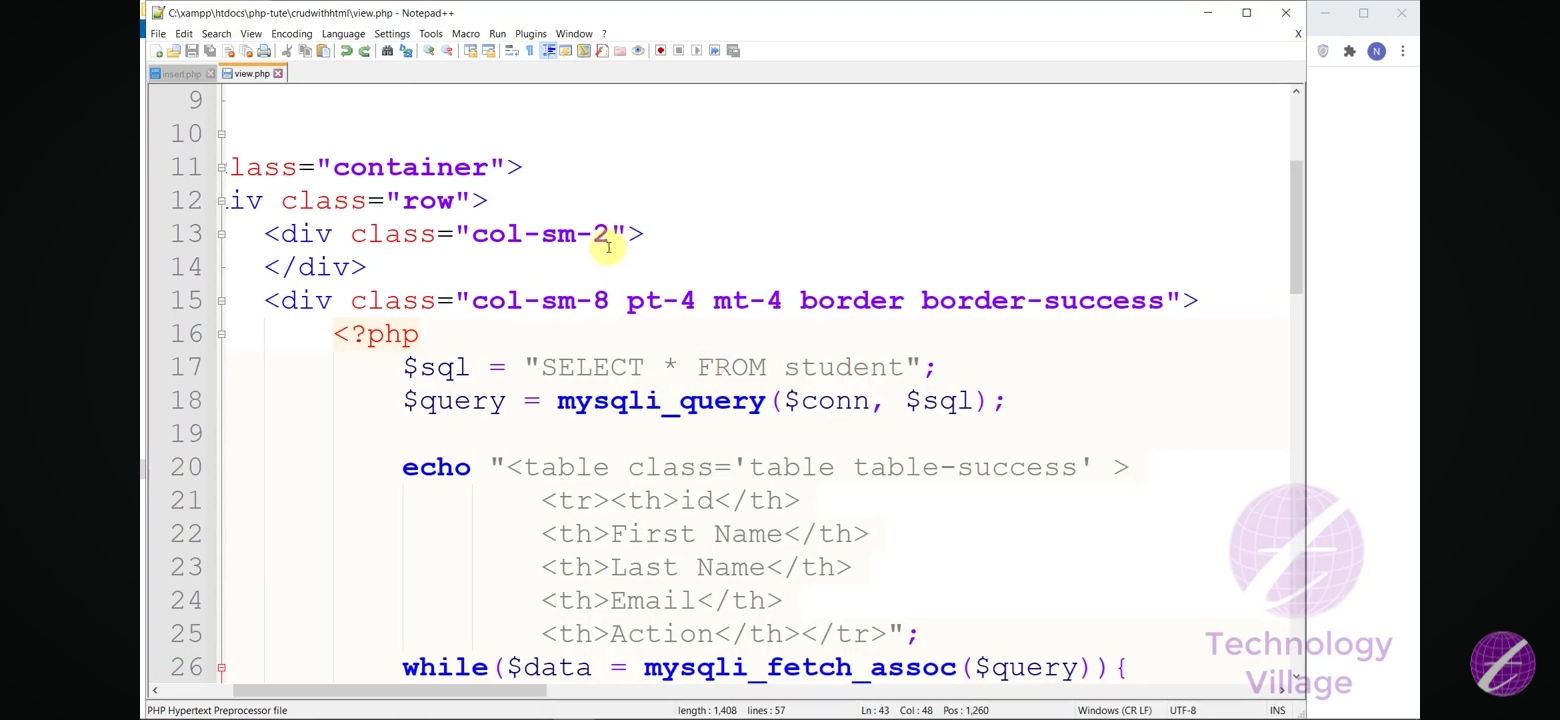 C:\xampp\htdocs\php-tute\crudwithhtml\view.php - Notepad++
File Edit Search View Encoding Language Settings Tools Macro Run Plugins Window ? X
insert.php view.php
N
9
10
11 lass="container">
12 iv class="row">
13 <div class="col-sm-2">
14 </div>
15 <div class="col-sm-8 pt-4 mt-4 border border-success">
16 <?php
17 $sql = "SELECT * FROM student";
18 $query = mysqli_query($conn, $sql);
19
20 echo "<table class='table table-success' >
21 <tr><th>id</th>
22 <th>First Name</th>
23 <th>Last Name</th>
24 <th>Email</th>
25 <th>Action</th></tr>";
26 while($data = mysqli_fetch_assoc($query)){
Technology
Village
PHP Hypertext Preprocessor file length : 1,408 lines : 57 Ln : 43 Col : 48 Pos : 1,260 Windows (CR LF) UTF-8 INS